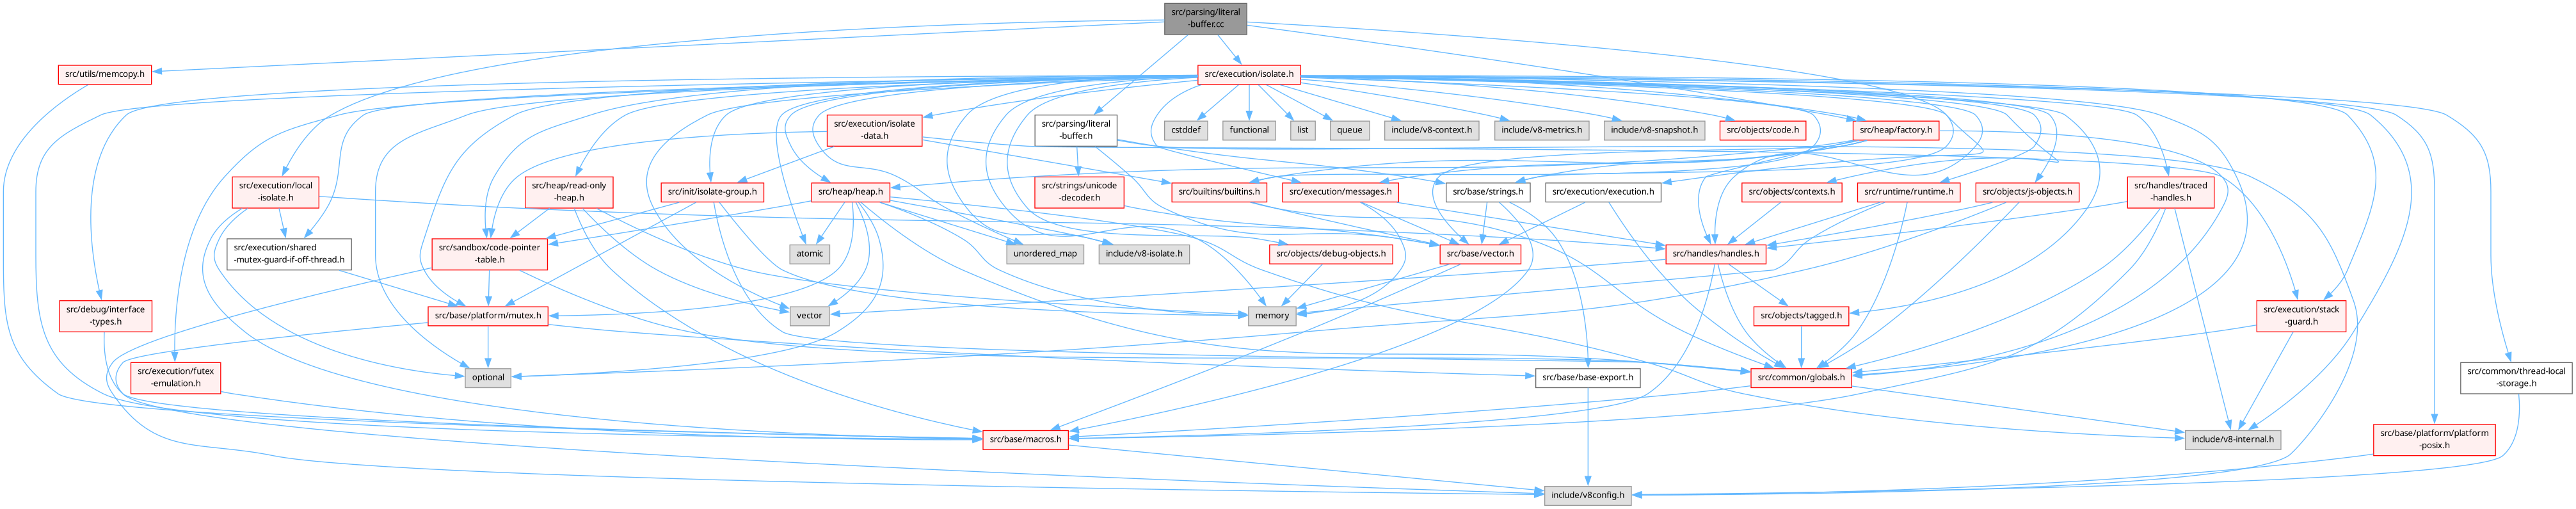 src/parsing/literal
-buffer.cc
src/utils/memcopy.h
src/execution/isolate.h
src/execution/isolate
-data.h
src/parsing/literal
-buffer.h
cstddef
functional
list
queue
include/v8-context.h
include/v8-metrics.h
include/v8-snapshot.h
src/objects/code.h
src/heap/factory.h
src/execution/local
-isolate.h
src/heap/read-only
-heap.h
src/init/isolate-group.h
src/heap/heap.h
src/strings/unicode
-decoder.h
src/builtins/builtins.h
src/execution/messages.h
src/base/strings.h
src/execution/execution.h
src/objects/contexts.h
src/runtime/runtime.h
src/objects/js-objects.h
src/handles/traced
-handles.h
src/execution/shared
-mutex-guard-if-off-thread.h
src/sandbox/code-pointer
-table.h
atomic
unordered_map
include/v8-isolate.h
src/objects/debug-objects.h
src/base/vector.h
src/handles/handles.h
src/debug/interface
-types.h
src/base/platform/mutex.h
vector
memory
src/objects/tagged.h
src/execution/stack
-guard.h
src/execution/futex
-emulation.h
optional
src/base/base-export.h
src/common/globals.h
src/common/thread-local
-storage.h
src/base/macros.h
include/v8-internal.h
src/base/platform/platform
-posix.h
include/v8config.h